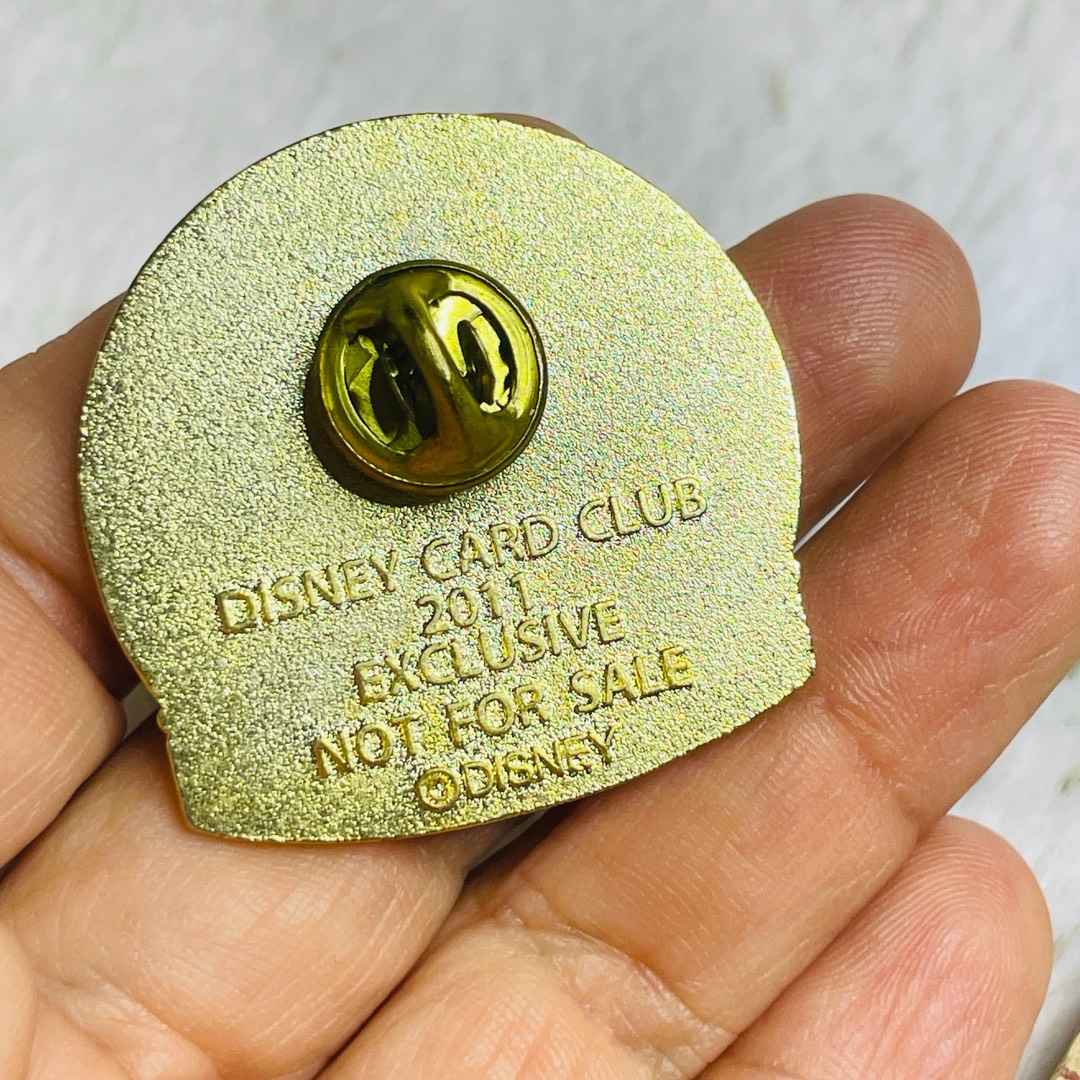 DISNEY CARD CLUB
2011
EXCLUSIVE
NOT FOR SALE
©DISNEY